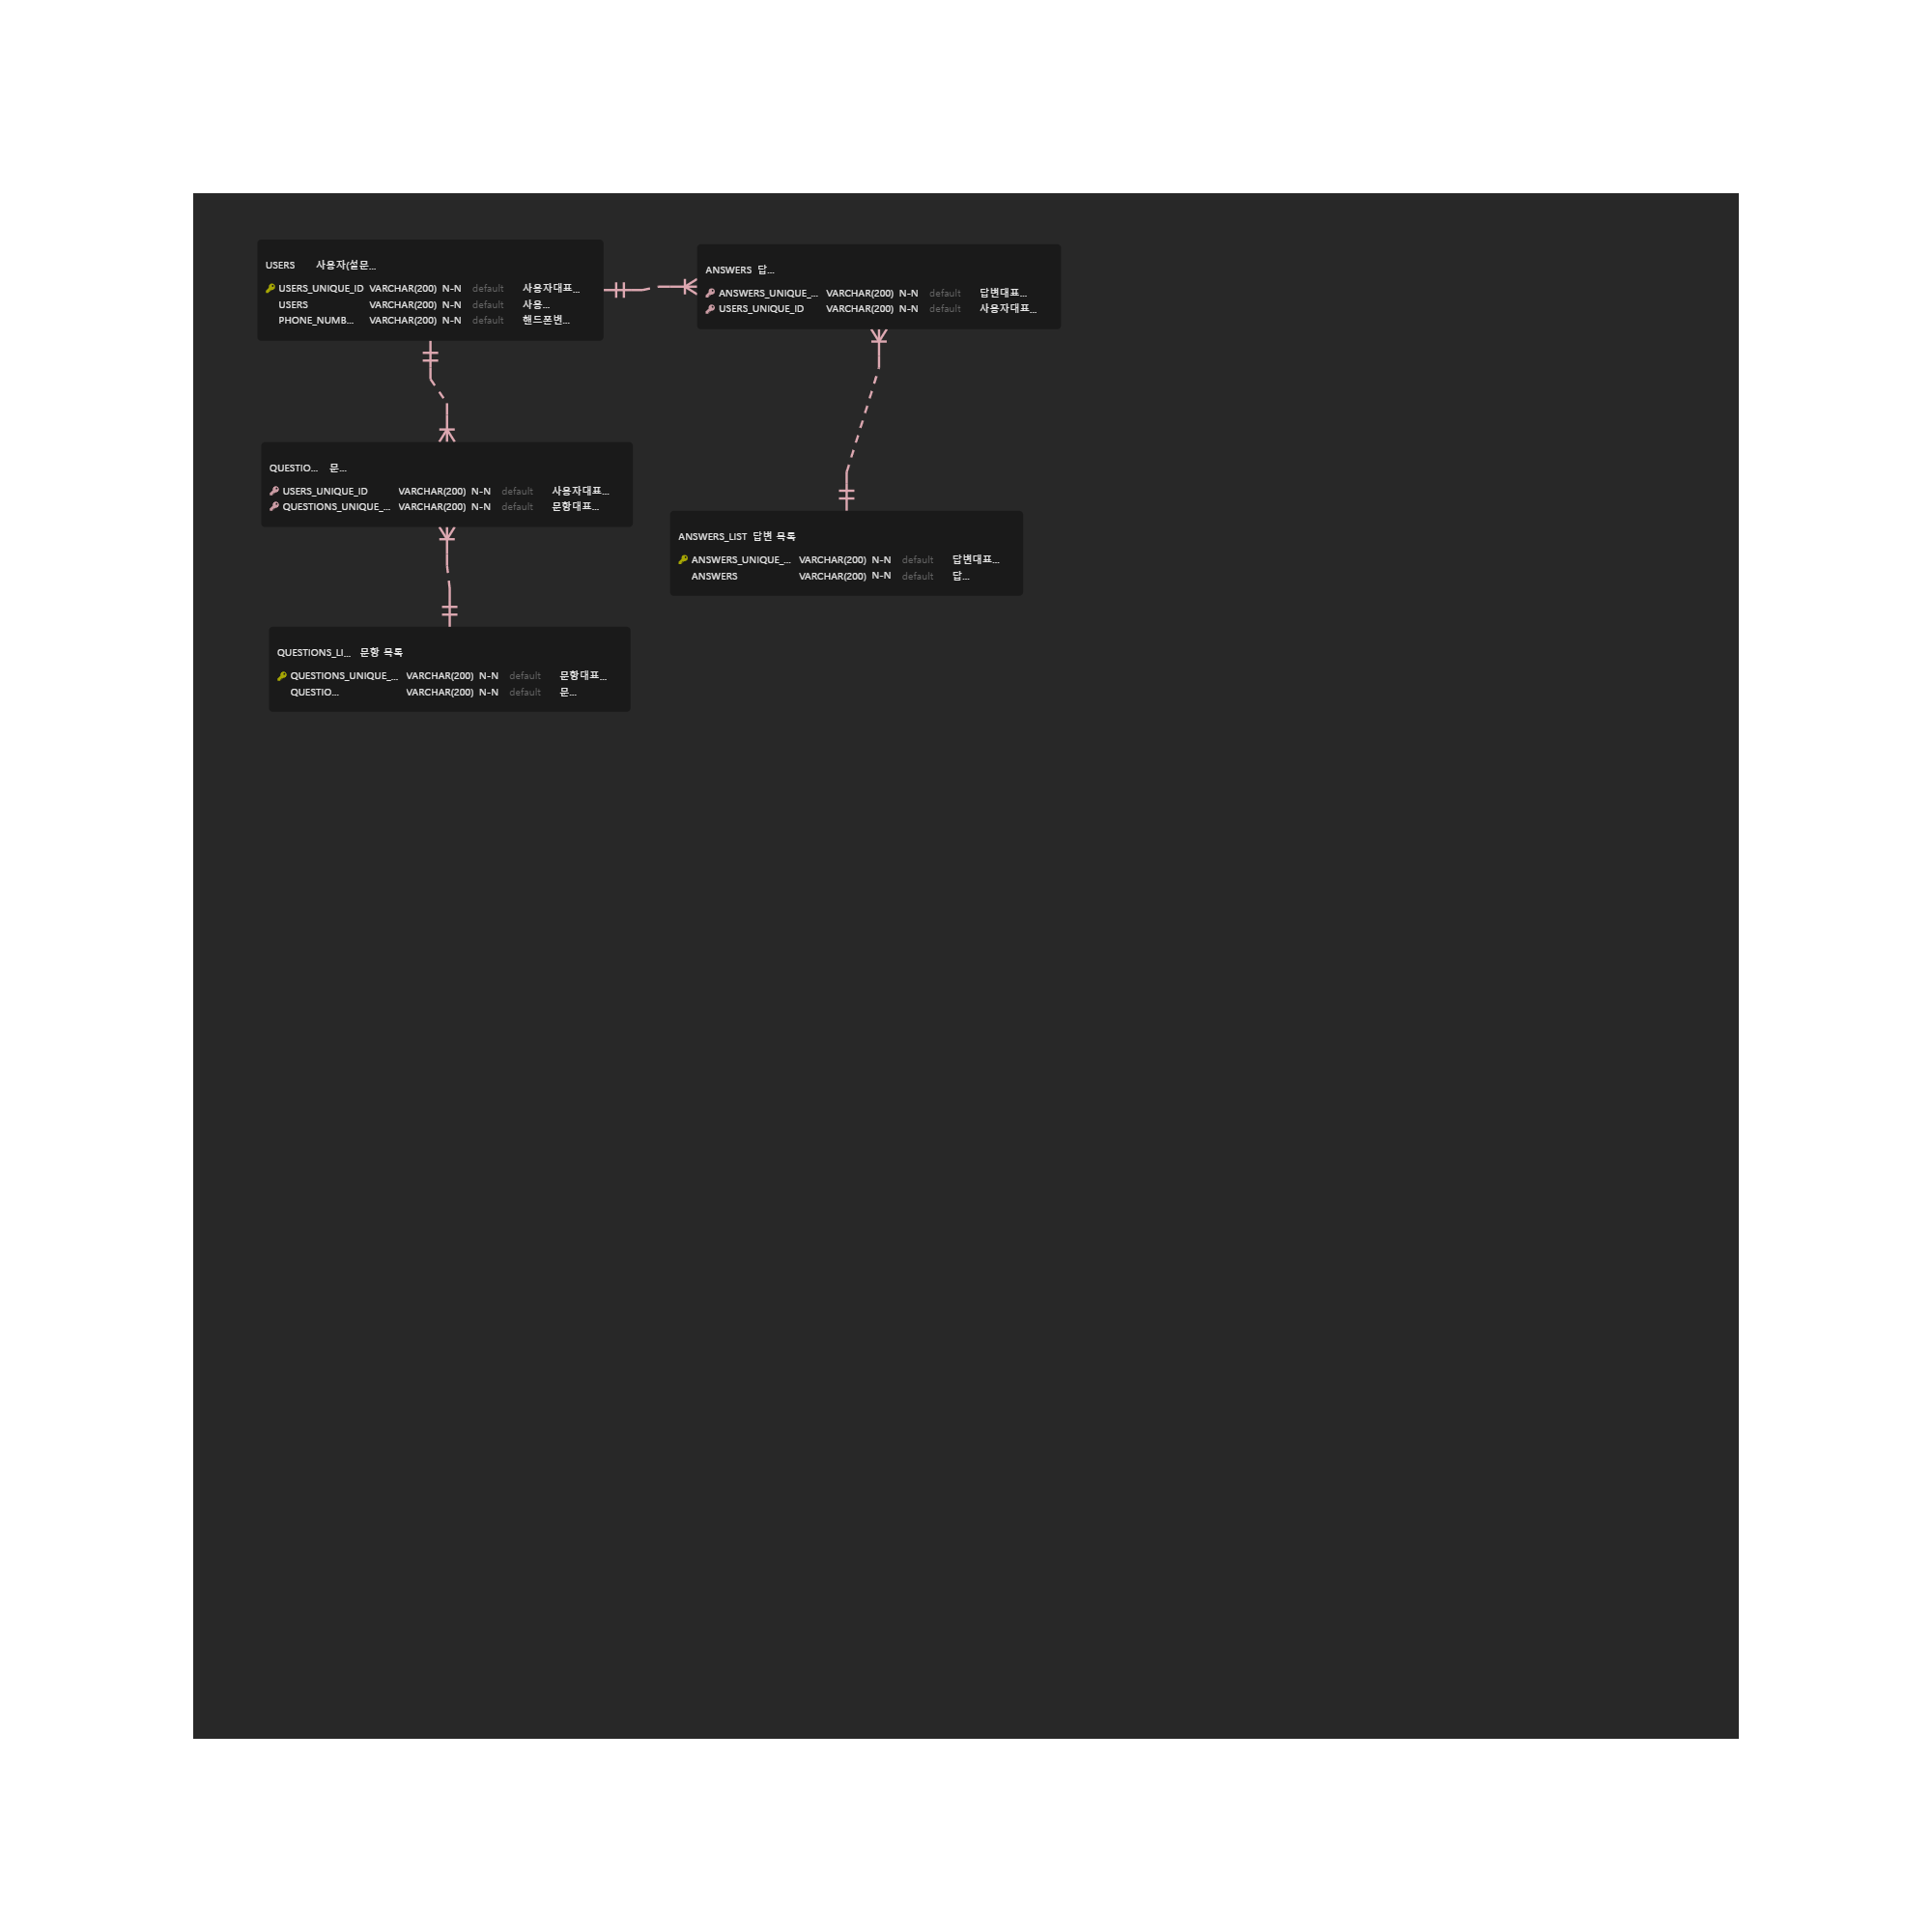 USERS 사용자(설문...
USERS_UNIQUE_ID VARCHAR(200) N-N default 사용자대표...
USERS VARCHAR(200) N-N default 사용...
PHONE_NUMB... VARCHAR(200) N-N default 핸드폰번...
ANSWERS 답...
ANSWERS_UNIQUE_... VARCHAR(200) N-N default 답변대표...
USERS_UNIQUE_ID VARCHAR(200) N-N default 사용자대표...
QUESTIO...문...
USERS_UNIQUE_ID VARCHAR(200) N-N default 사용자대표...
QUESTIONS_UNIQUE_... VARCHAR(200) N-N default 문항대표...
ANSWERS_LIST 답변 목록
ANSWERS_UNIQUE_... VARCHAR(200) N-N default 답변대표...
ANSWERS VARCHAR(200) N-N default 답...
QUESTIONS_LI... 문항 목록
QUESTIONS_UNIQUE_... VARCHAR(200) N-N default 문항대표...
QUESTIO... VARCHAR(200) N-N default 문...